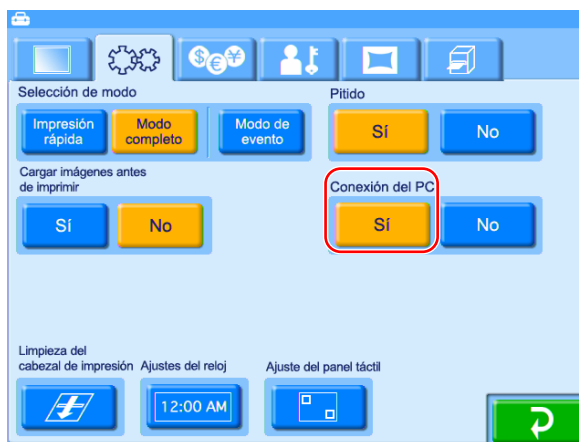 $€¥
Selección de modo
Pitido
Impresión
rápida
Modo
completo
Modo de
evento
Sí
No
Cargar imágenes antes
de imprimir
Conexión del PC
Sí
No
Sí
No
Limpieza del
cabezal de impresión
Ajustes del reloj
Ajuste del panel táctil
12:00 AM